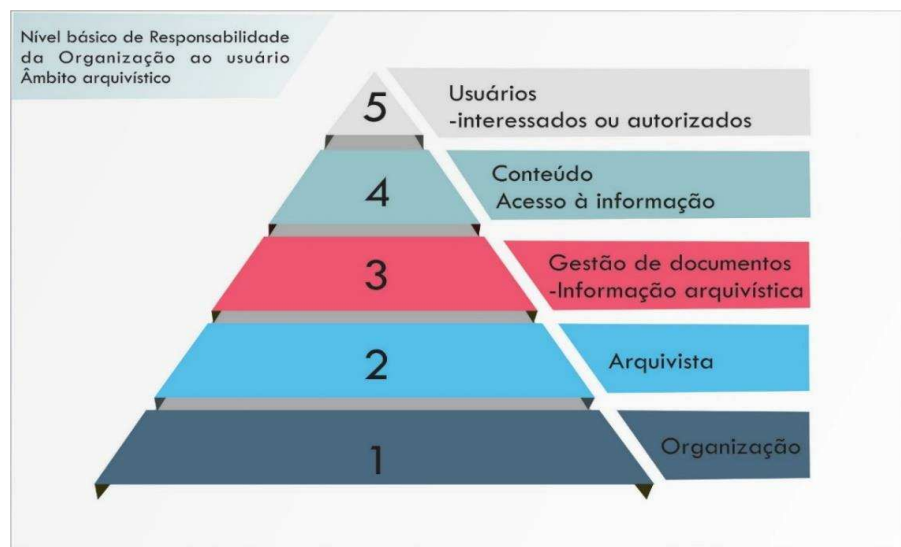 Nível básico de Responsabilidade
da Organização ao usuário
Âmbito arquivístico
5
Usuários
-interessados ou autorizados
4
Conteúdo
Acesso à informação
3
Gestão de documentos
-Informação arquivística
2
Arquivista
1
Organização